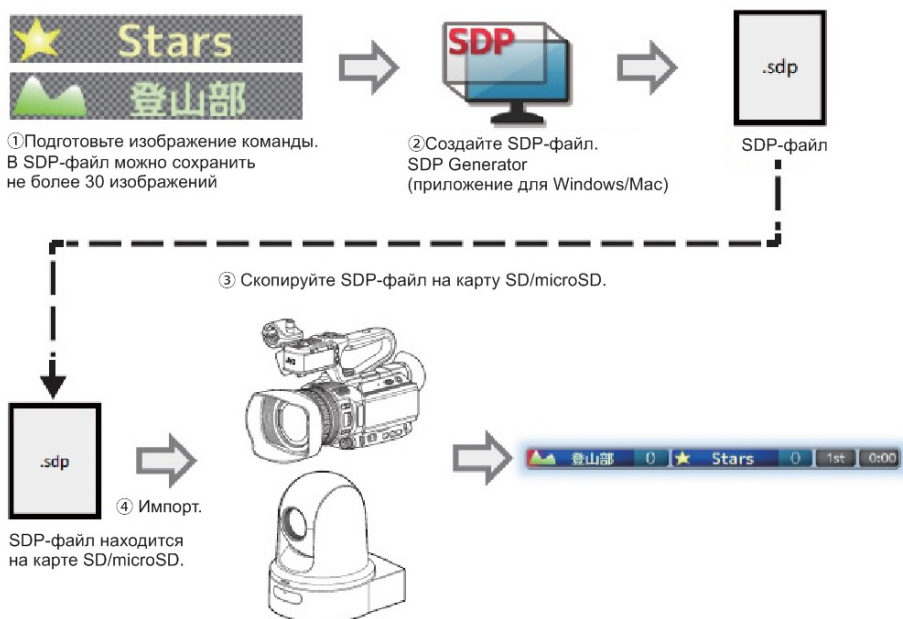 Stars
登山部
①Подготовьте изображение команды.
В SDP-файл можно сохранить
не более 30 изображений
SDP
②Создайте SDP-файл.
SDP Generator
(приложение для Windows/Mac)
.sdp
SDP-файл
③ Скопируйте SDP-файл на карту SD/microSD.
.sdp
SDP-файл находится
на карте SD/microSD.
④ Импорт.
JVC
登山部 0 Stars 0 1st 0:00